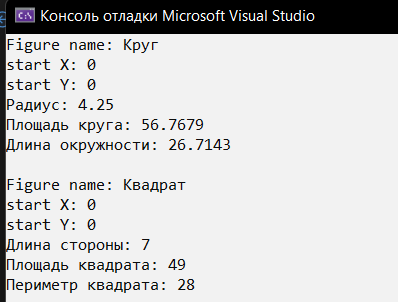 Консоль отладки Microsoft Visual Studio
Figure name: Круг
start X: 0
start Y: 0
Радиус: 4.25
Площадь круга: 56.7679
Длина окружности: 26.7143
Figure name: Квадрат
start X: 0
start Y: 0
Длина стороны: 7
Площадь квадрата: 49
Периметр квадрата: 28